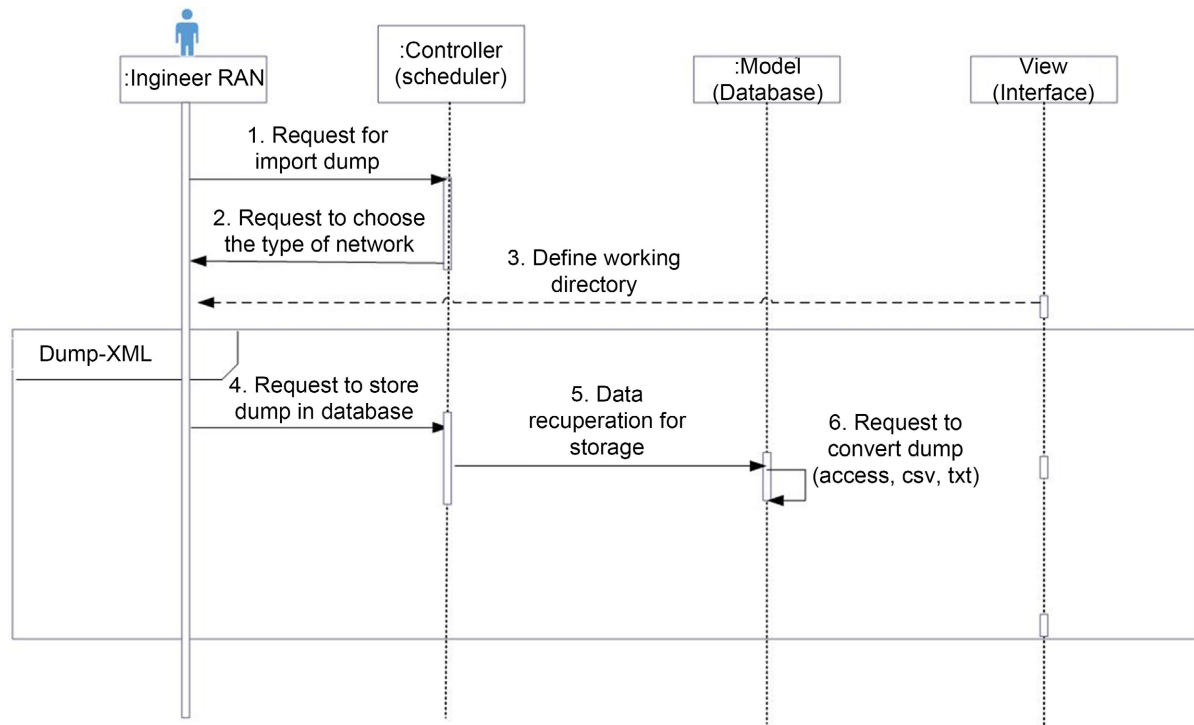 :Ingineer RAN
:Controller
(scheduler)
:Model
(Database)
View
(Interface)
1. Request for
import dump
2. Request to choose
the type of network
3. Define working
directory
Dump-XML
4. Request to store
dump in database
5. Data
recuperation for
storage
6. Request to
convert dump
(access, csv, txt)